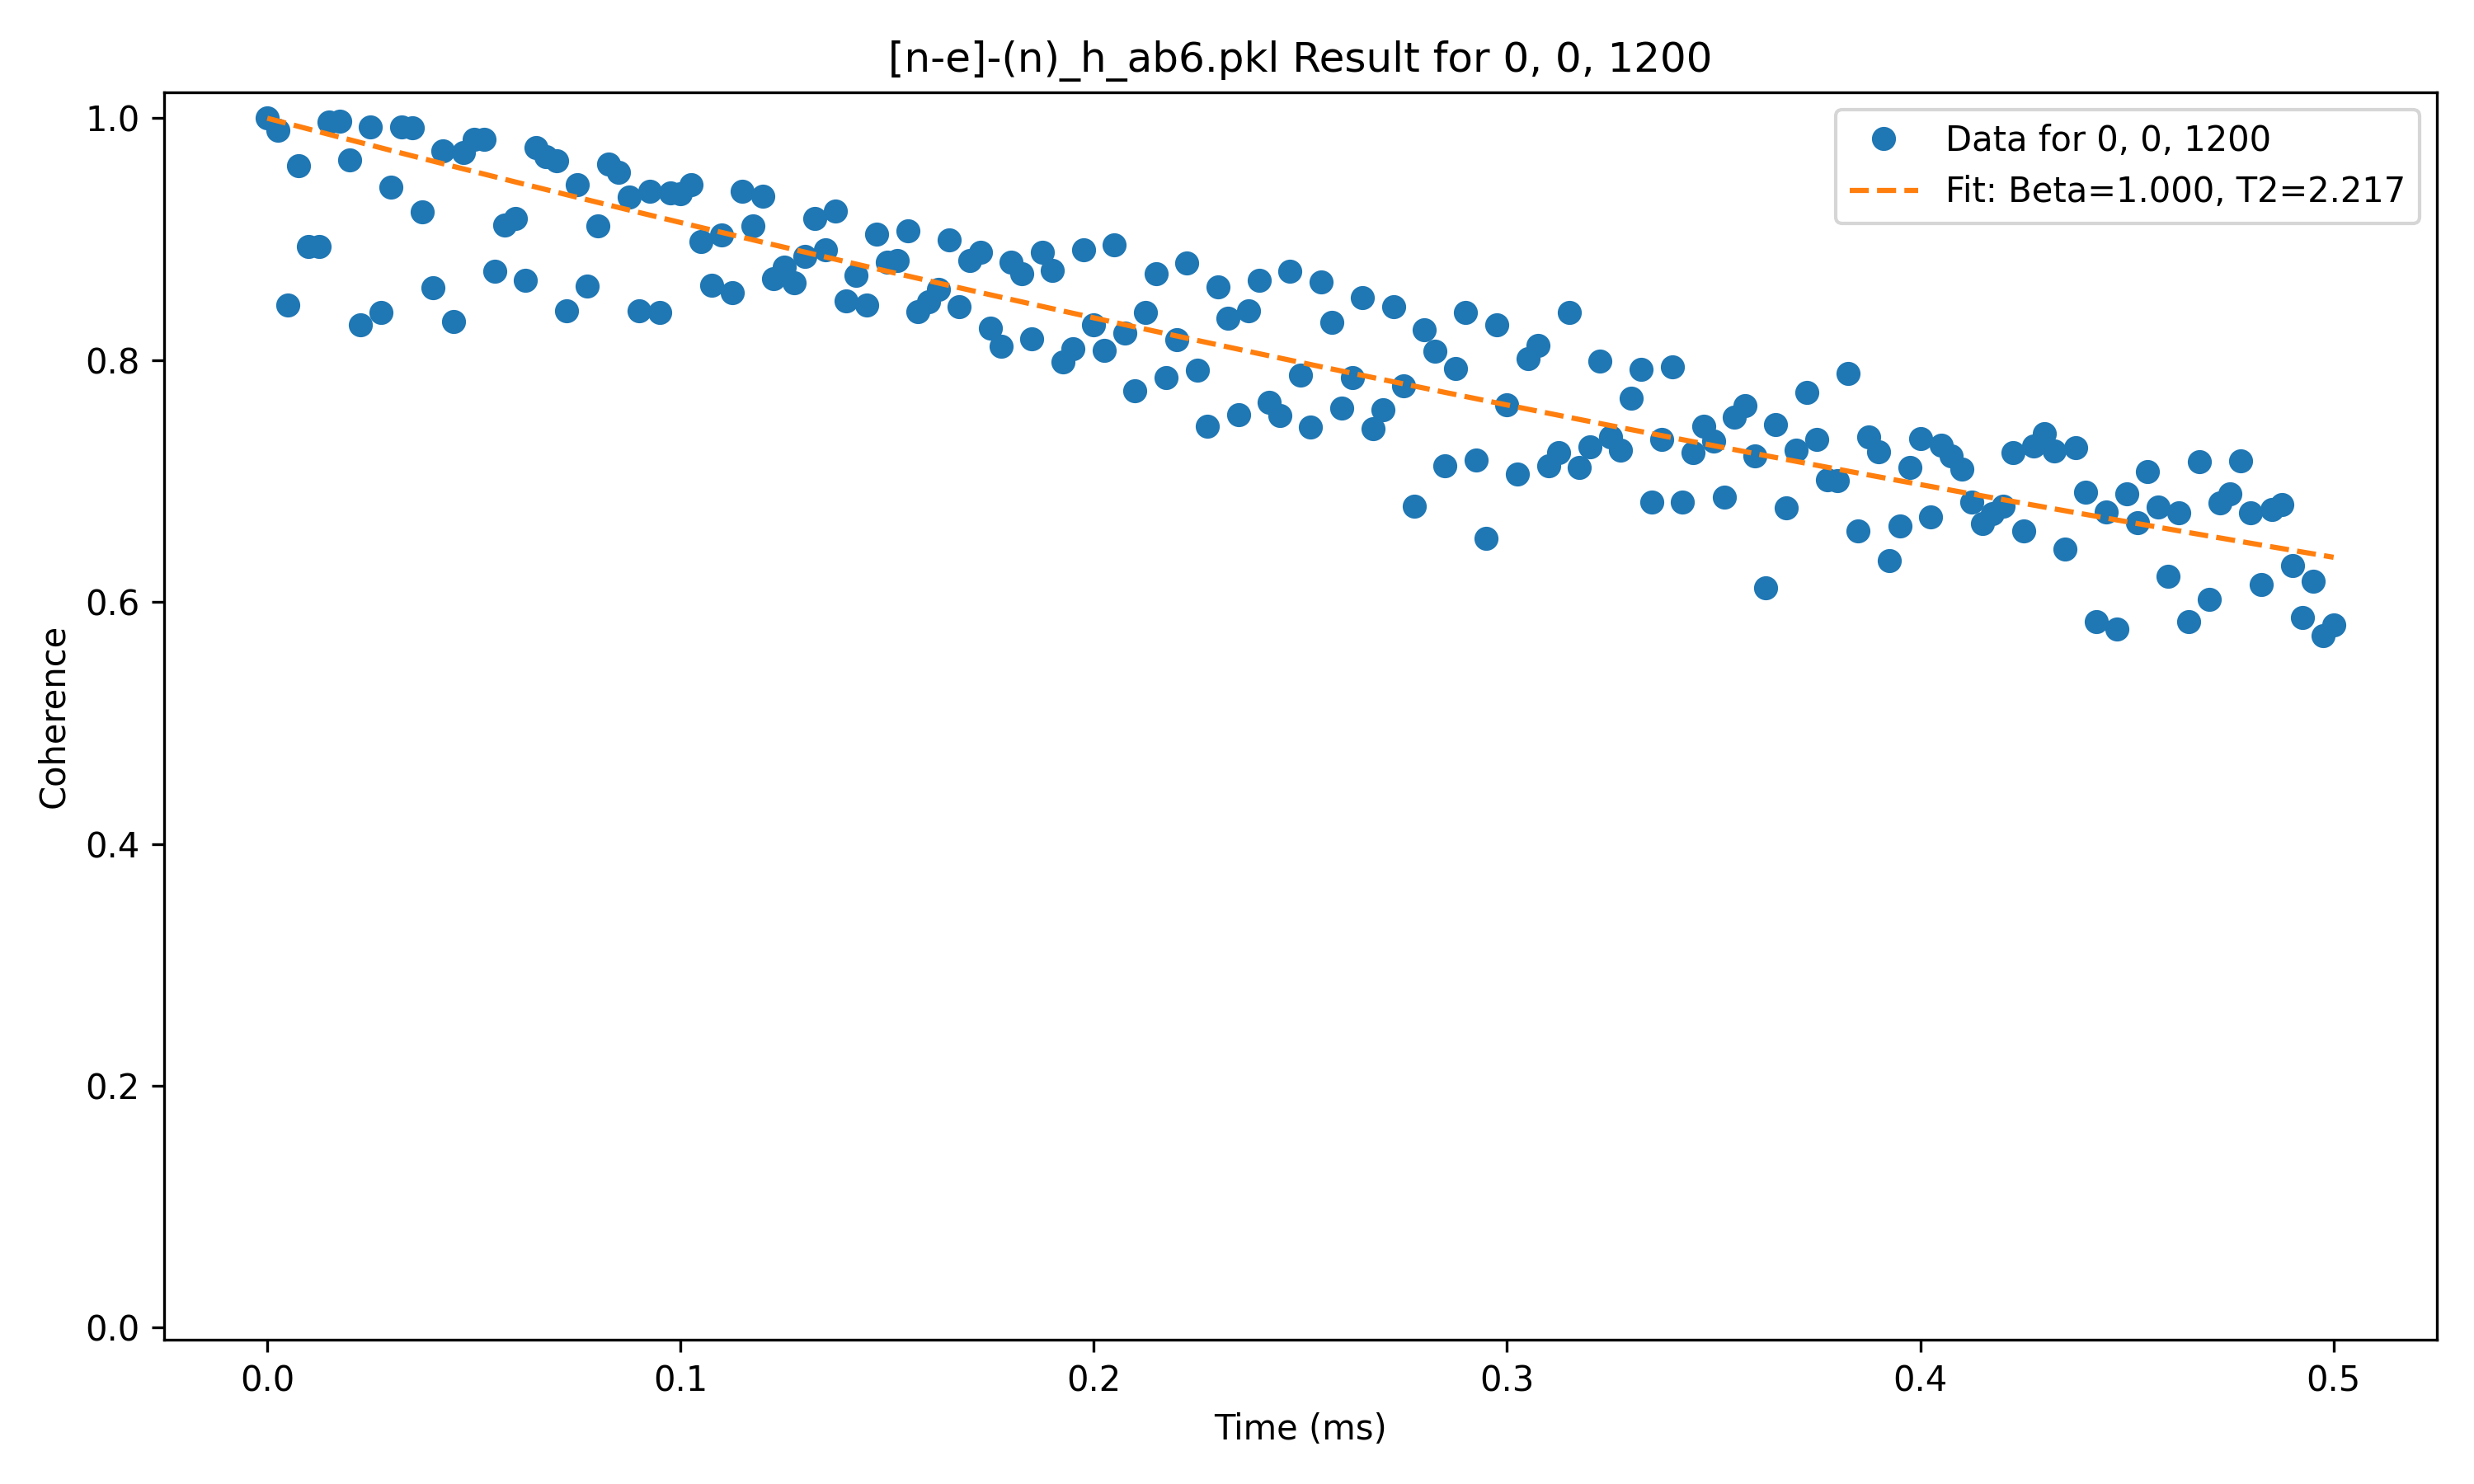 [n-e]-(n)_h_ab6.pkl Result for 0, 0, 1200
Data for 0, 0, 1200
Fit: Beta=1.000, T2=2.217
Coherence
1.0
0.8
0.6
0.4
0.2
0.0
0.0 0.1 0.2 0.3 0.4 0.5
Time (ms)